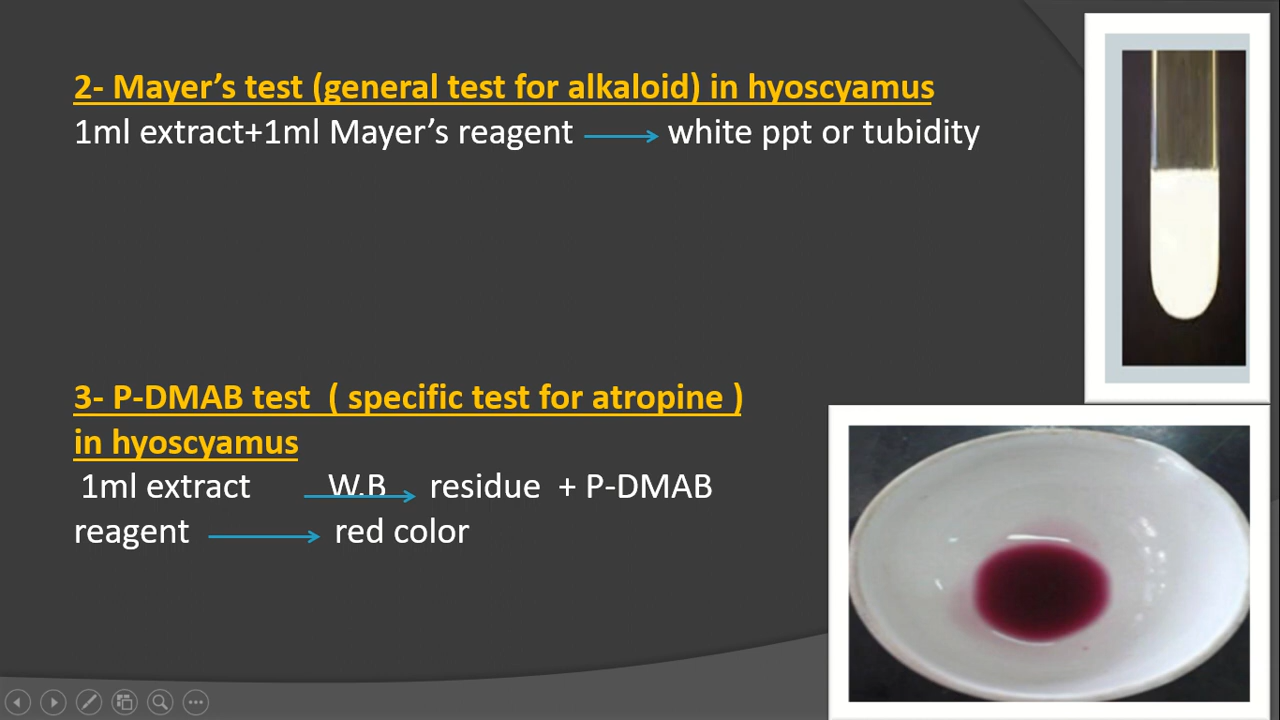 2- Mayer’s test (general test for alkaloid) in hyoscyamus
1ml extract+1ml Mayer’s reagent → white ppt or tubidity
3- P-DMAB test ( specific test for atropine )
in hyoscyamus
1ml extract W.B → residue + P-DMAB
reagent → red color